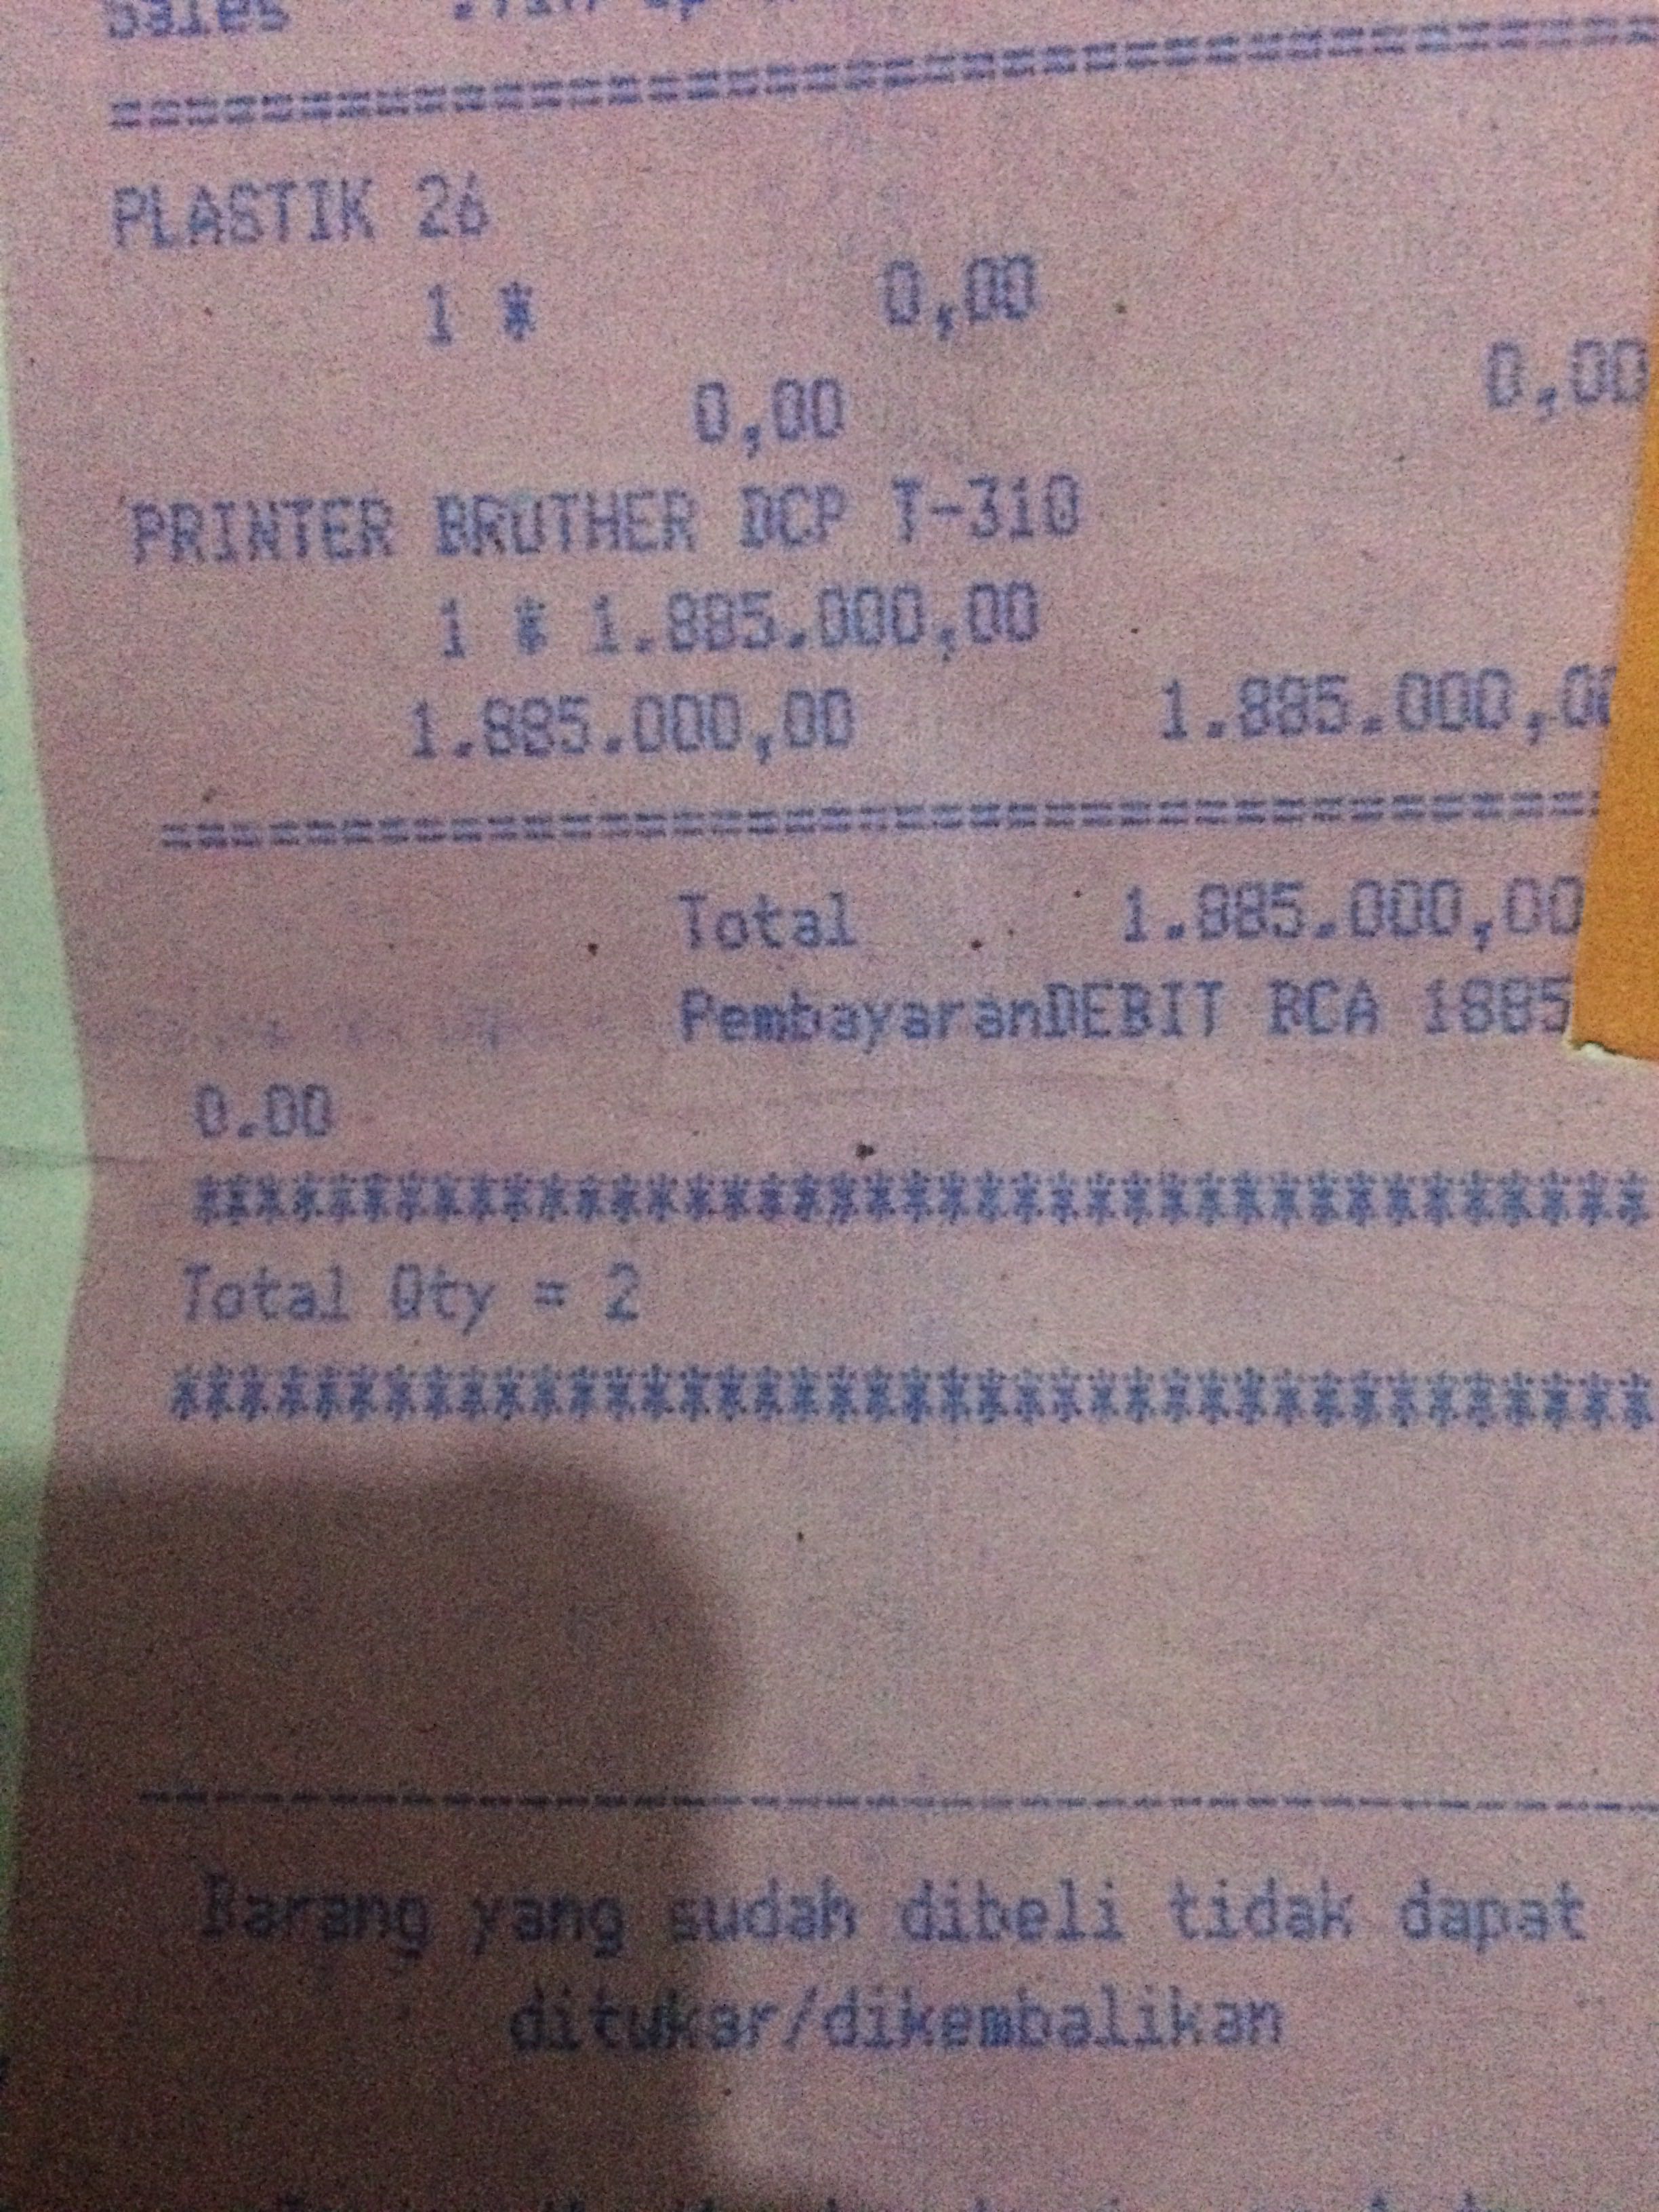 Sales
================================================
PLASTIK 26
1 * 0,00
0,00 0,00
PRINTER BROTHER DCP T-310
1 * 1.885.000,00
1.885.000,00 1.885.000,00
================================================
Total 1.885.000,00
PembayaranDEBIT BCA 1885
0.00
****************************************
Total Qty = 2
****************************************
----------------------------------------
Barang yang sudah dibeli tidak dapat
ditukar/dikembalikan